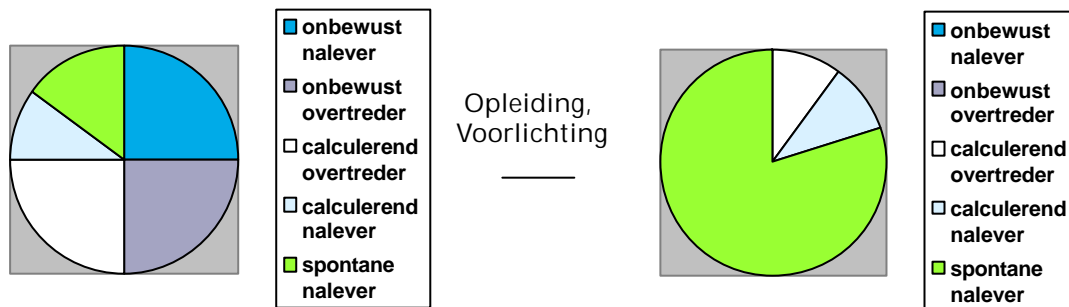 onbewust
nalever
onbewust
overtreder
calculerend
overtreder
calculerend
nalever
spontane
nalever
Opleiding,
Voorlichting
onbewust
nalever
onbewust
overtreder
calculerend
overtreder
calculerend
nalever
spontane
nalever